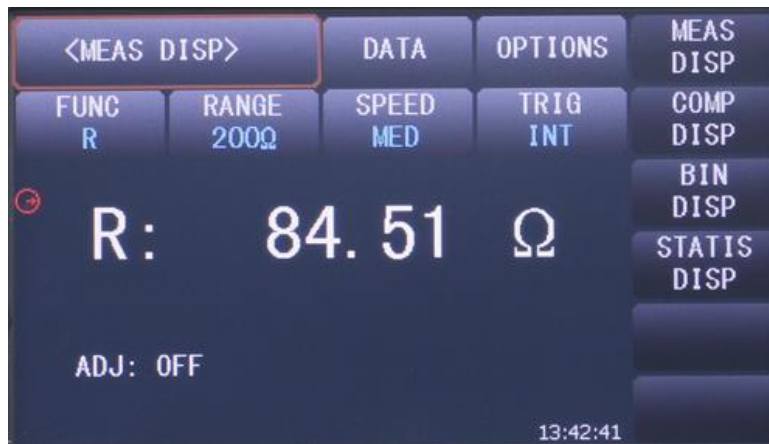 <MEAS DISP>
DATA
OPTIONS
MEAS
DISP
FUNC
R
RANGE
200Ω
SPEED
MED
TRIG
INT
COMP
DISP
BIN
DISP
STATIS
DISP
R: 84.51 Ω
ADJ: OFF
13:42:41